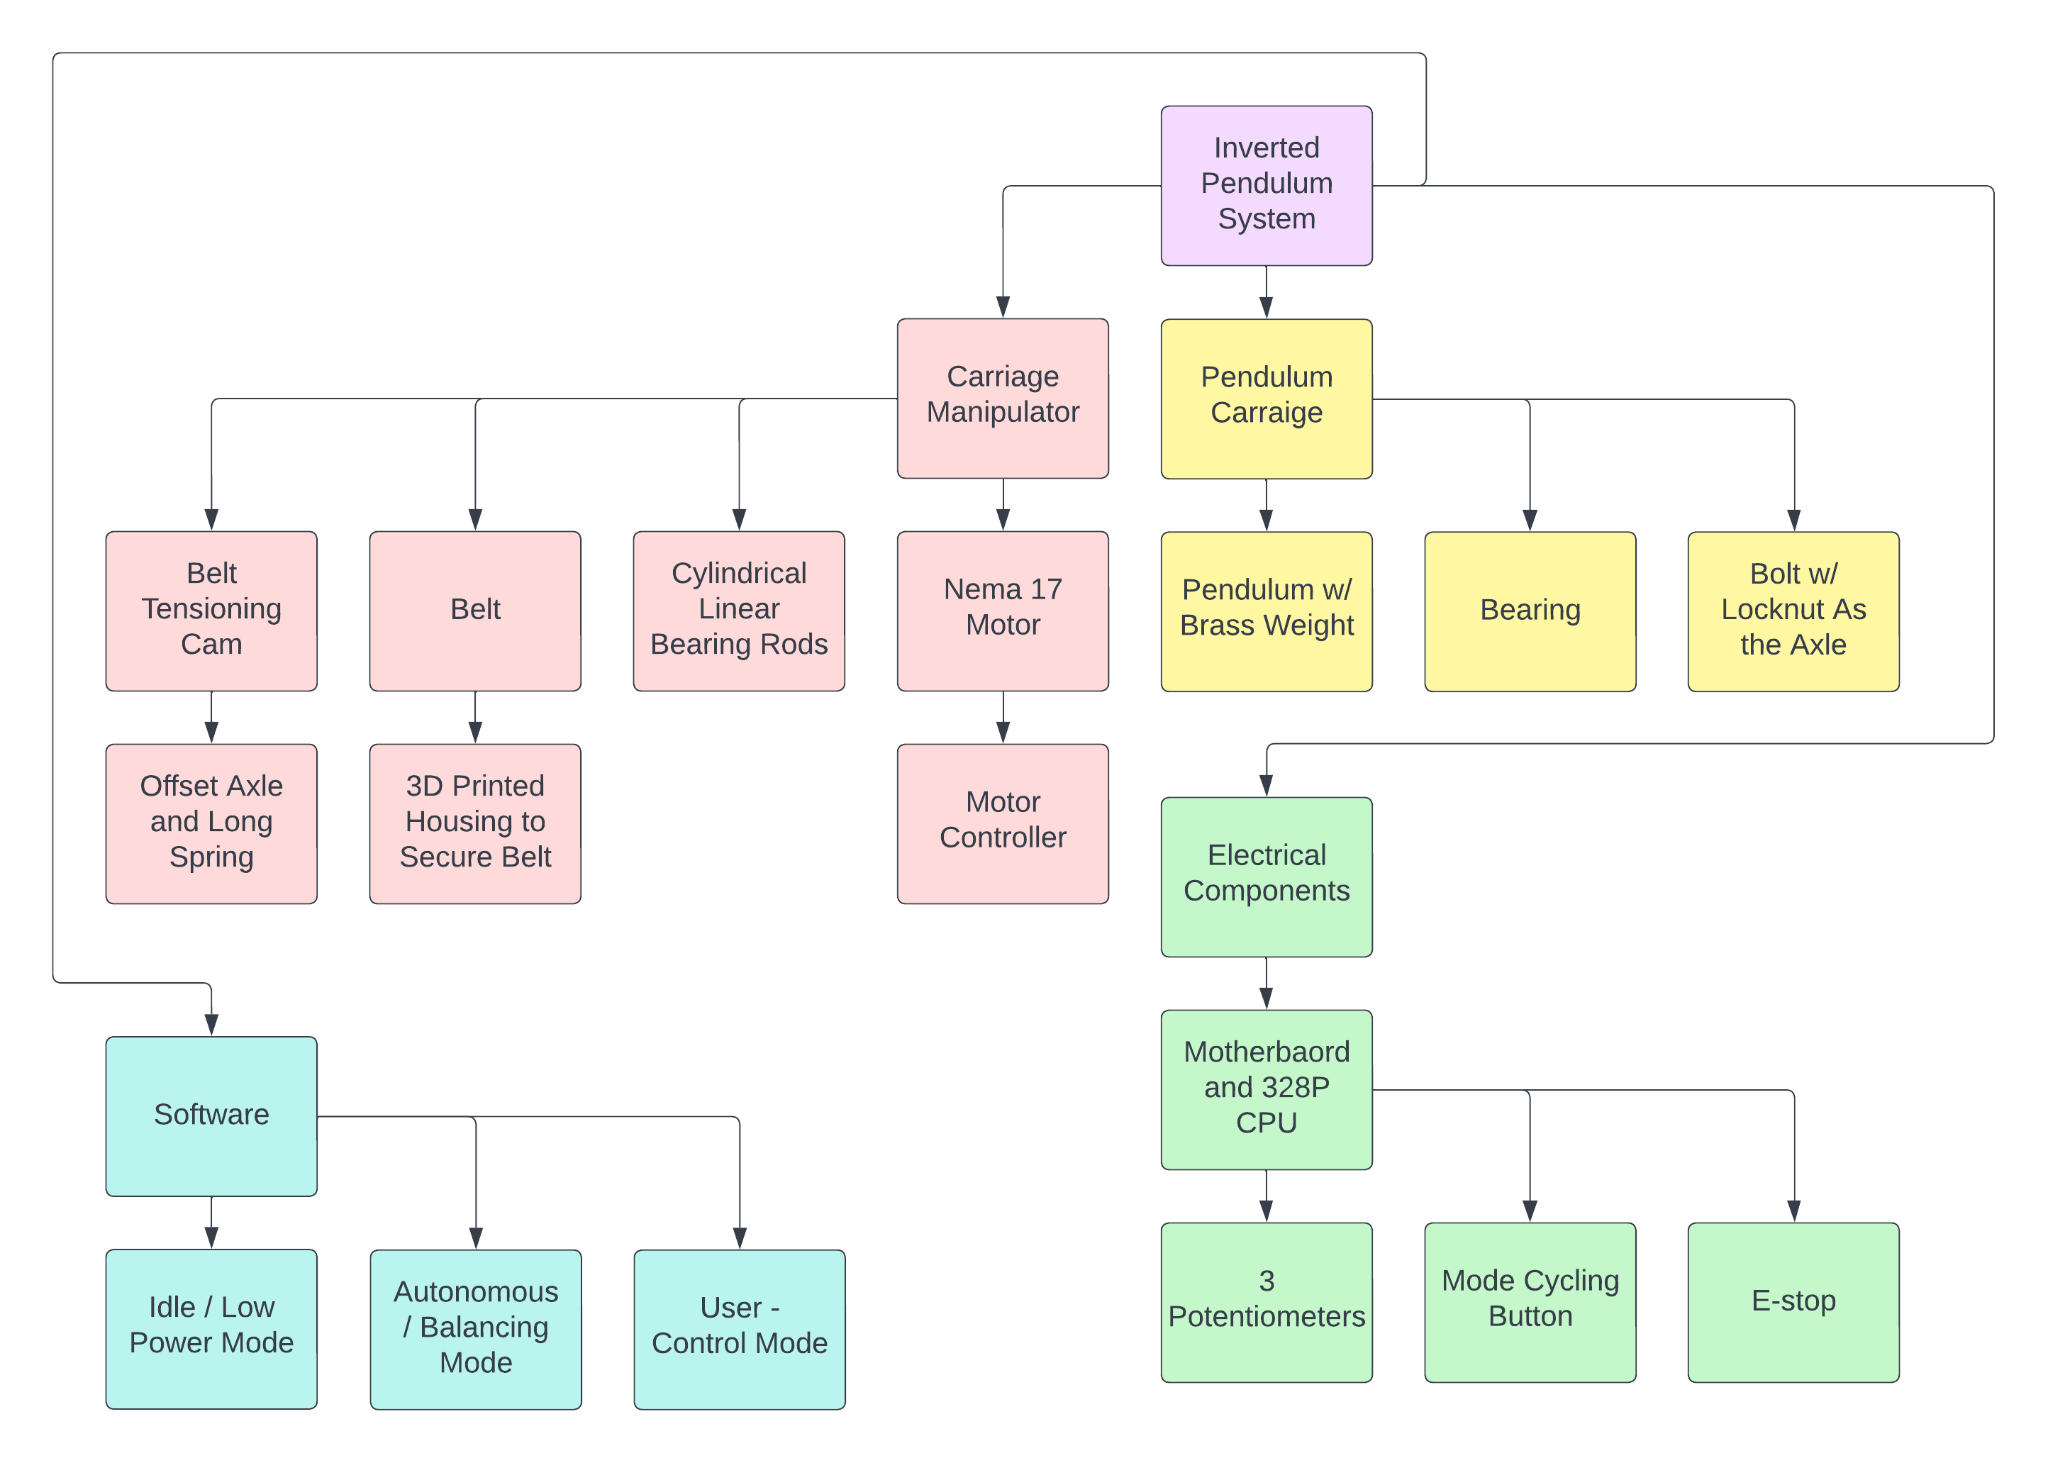 Inverted
Pendulum
System
Carriage
Manipulator
Pendulum
Carraige
Belt
Tensioning
Cam
Belt
Cylindrical
Linear
Bearing Rods
Nema 17
Motor
Pendulum w/
Brass Weight
Bearing
Bolt w/
Locknut As
the Axle
Offset Axle
and Long
Spring
3D Printed
Housing to
Secure Belt
Motor
Controller
Electrical
Components
Software
Motherbaord
and 328P
CPU
Idle / Low
Power Mode
Autonomous
/ Balancing
Mode
User -
Control Mode
3
Potentiometers
Mode Cycling
Button
E-stop